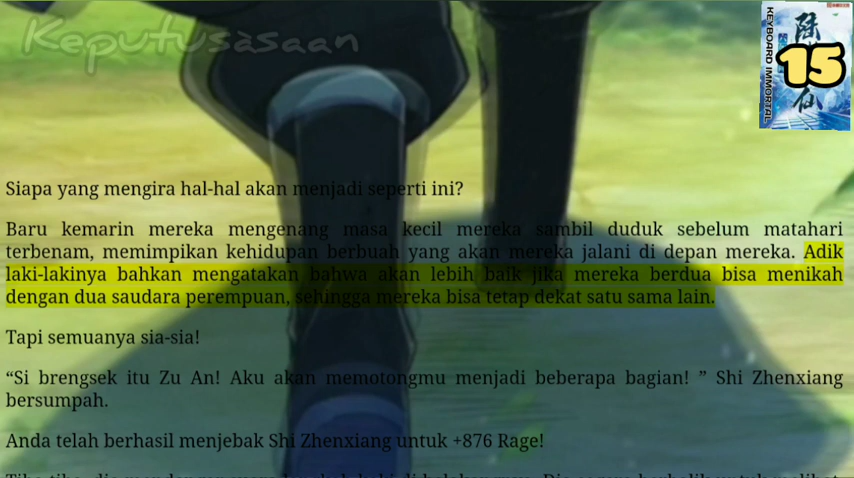 Keputusasaan
KEYBOARD IMMORTAL
陆
仙
15
Siapa yang mengira hal-hal akan menjadi seperti ini?
Baru kemarin mereka mengenang masa kecil mereka sambil duduk sebelum matahari
terbenam, memimpikan kehidupan berbuah yang akan mereka jalani di depan mereka. Adik
laki-lakinya bahkan mengatakan bahwa akan lebih baik jika mereka berdua bisa menikah
dengan dua saudara perempuan, sehingga mereka bisa tetap dekat satu sama lain.
Tapi semuanya sia-sia!
“Si brengsek itu Zu An! Aku akan memotongmu menjadi beberapa bagian! ” Shi Zhenxiang
bersumpah.
Anda telah berhasil menjebak Shi Zhenxiang untuk +876 Rage!